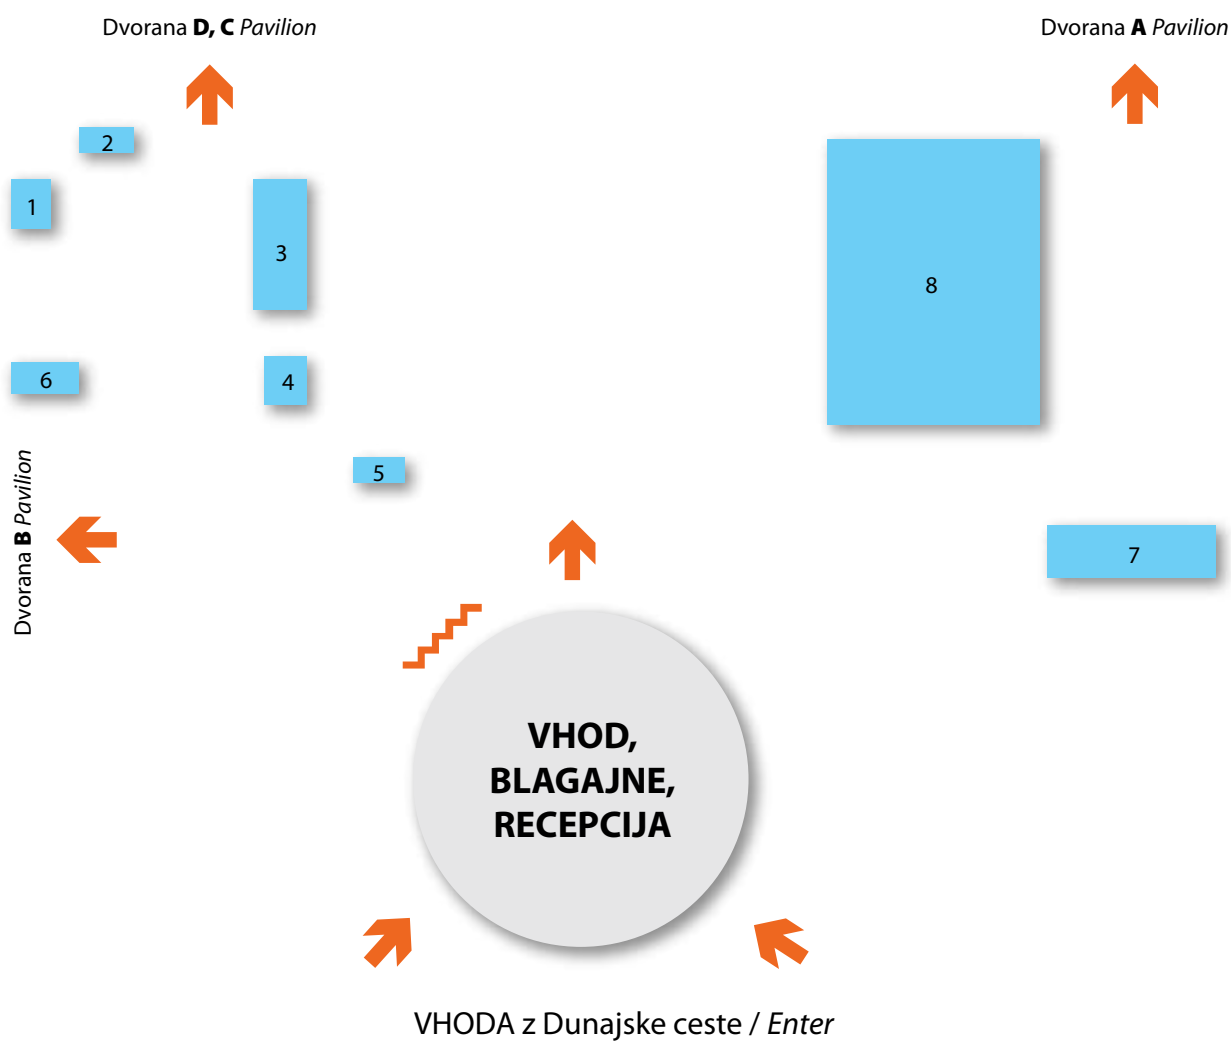 Dvorana D, C Pavilion
Dvorana A Pavilion
2
1
3
8
6
4
5
Dvorana B Pavilion
7
VHOD,
BLAGAJNE,
RECEPCIJA
VHODA z Dunajske ceste / Enter